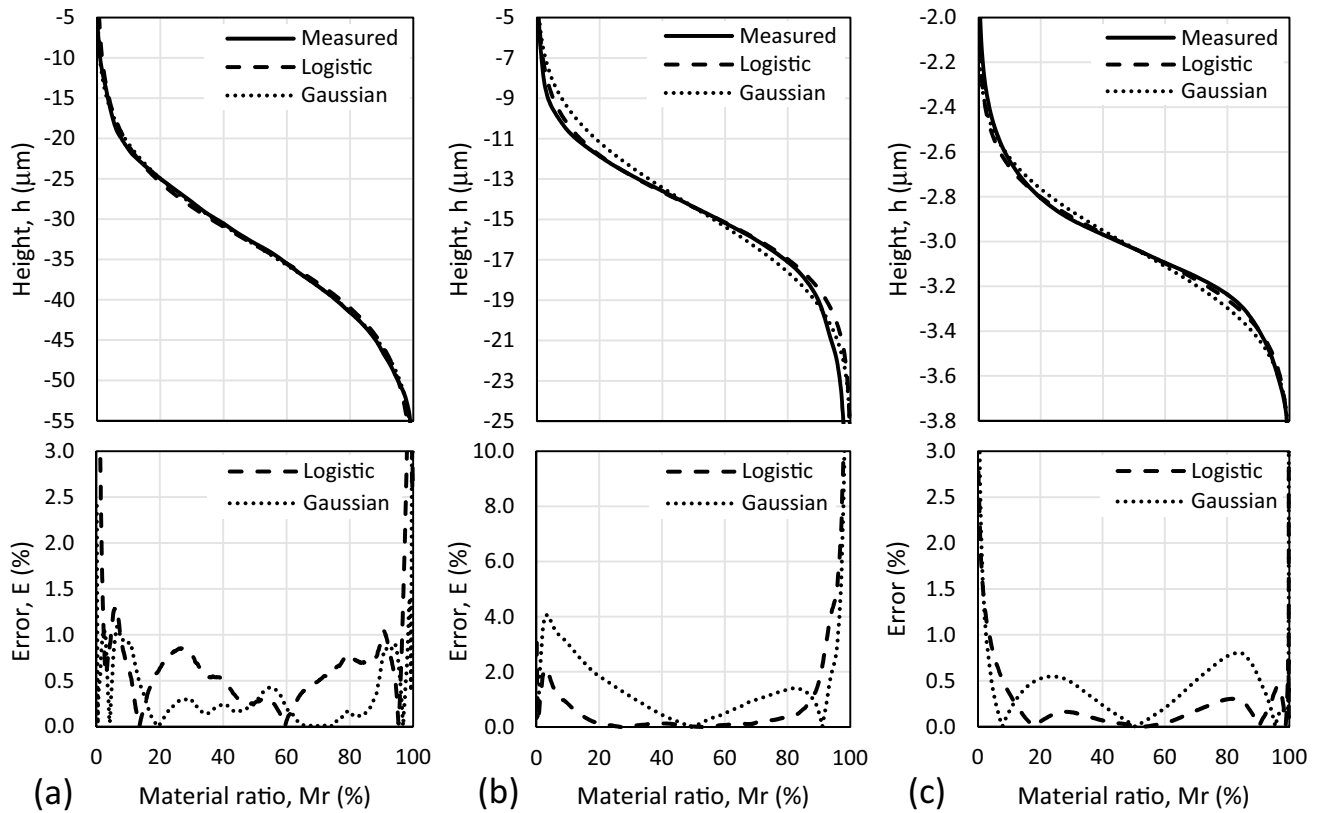 -5
-10
-15
-20
-25
-30
-35
-40
-45
-50
-55
Height, h (µm)
Measured
Logistic
Gaussian
-5
-7
-9
-11
-13
-15
-17
-19
-21
-23
-25
Height, h (µm)
Measured
Logistic
Gaussian
-2.0
-2.2
-2.4
-2.6
-2.8
-3.0
-3.2
-3.4
-3.6
-3.8
Height, h (µm)
Measured
Logistic
Gaussian
3.0
2.5
2.0
1.5
1.0
0.5
0.0
Error, E (%)
Logistic
Gaussian
0 20 40 60 80 100
(a) Material ratio, Mr (%)
10.0
8.0
6.0
4.0
2.0
0.0
Error, E (%)
Logistic
Gaussian
0 20 40 60 80 100
(b) Material ratio, Mr (%)
3.0
2.5
2.0
1.5
1.0
0.5
0.0
Error (%)
Logistic
Gaussian
0 20 40 60 80 100
(c) Material ratio, Mr (%)